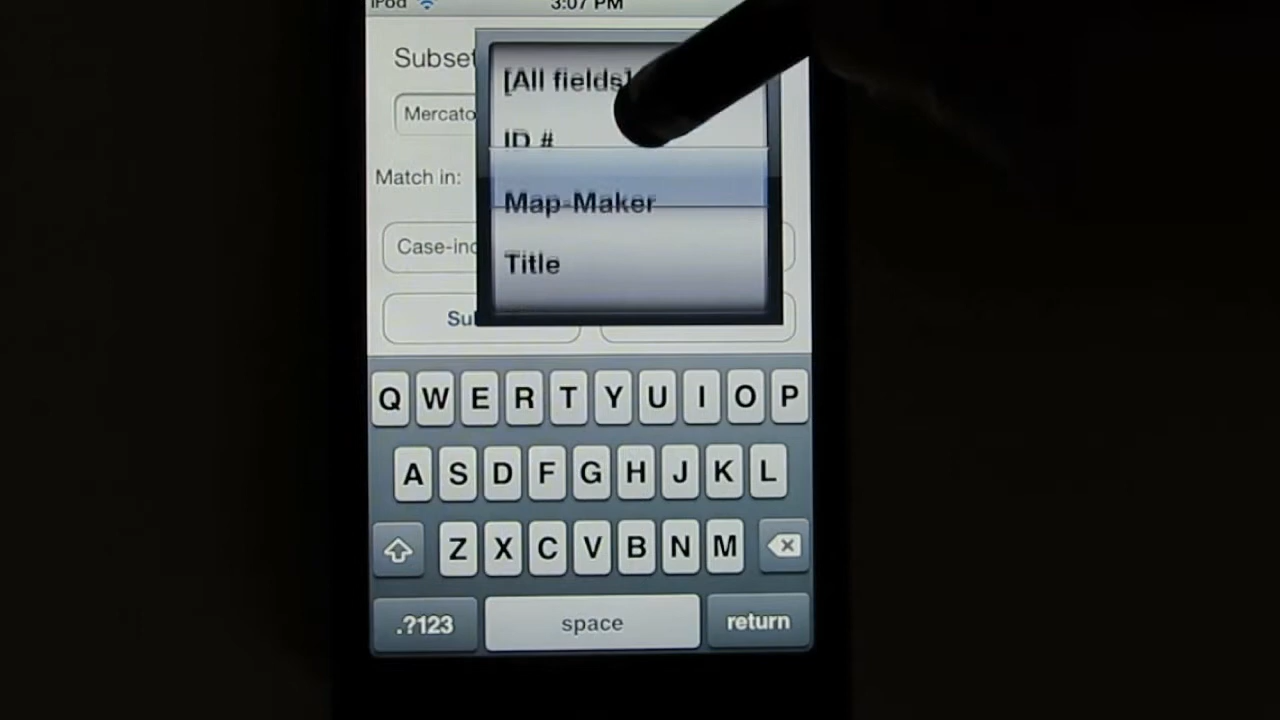 iPod 3:07 PM
Subset
[All fields]
Mercato
ID #
Match in:
Map-Maker
Case-inc
Title
Su
Q W E R T Y U I O P
A S D F G H J K L
Z X C V B N M
.?123 space return